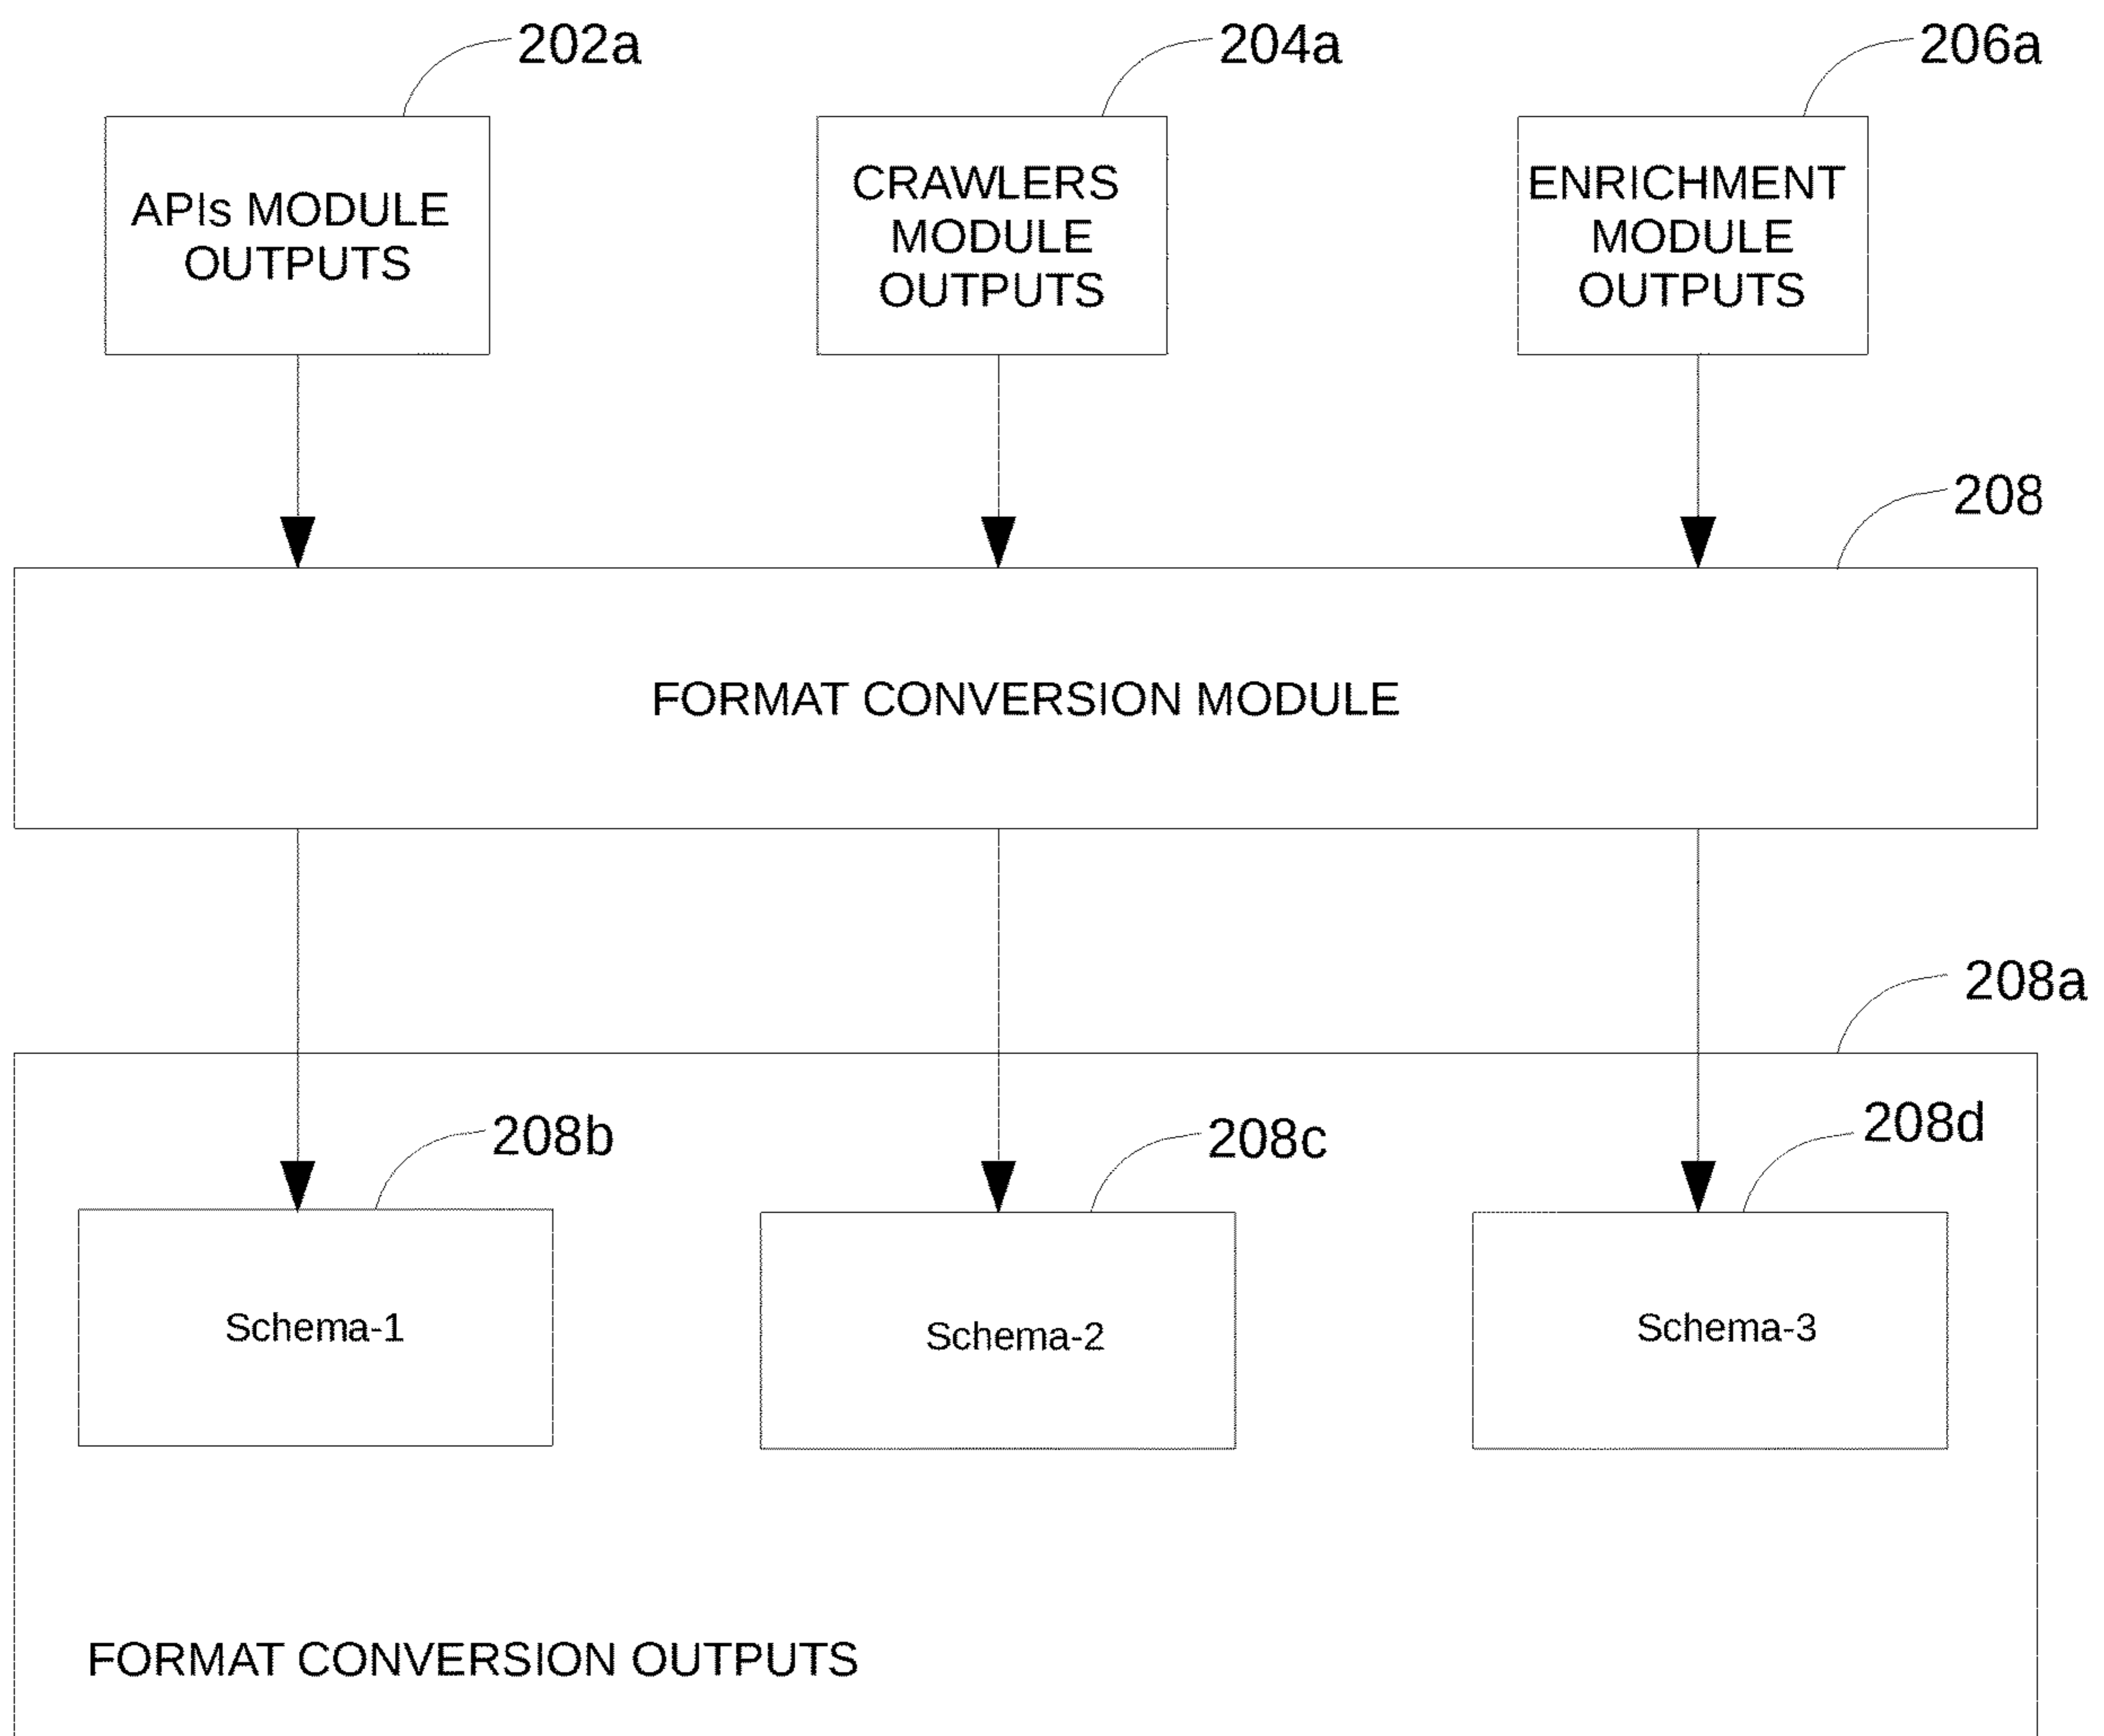 202a
204a
206a
APIs MODULE
OUTPUTS
CRAWLERS
MODULE
OUTPUTS
ENRICHMENT
MODULE
OUTPUTS
208
FORMAT CONVERSION MODULE
208a
208b
208c
208d
Schema-1
Schema-2
Schema-3
FORMAT CONVERSION OUTPUTS